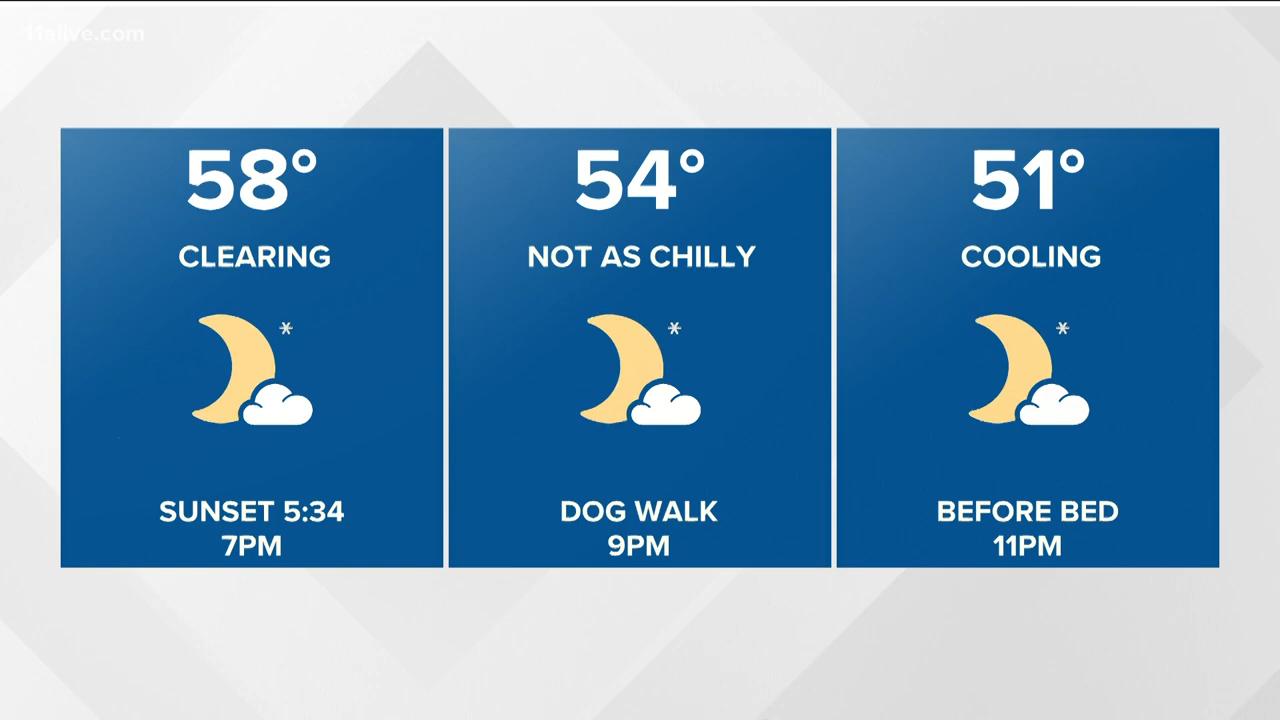 11alive.com
58°
CLEARING
SUNSET 5:34
7PM
54°
NOT AS CHILLY
DOG WALK
9PM
51°
COOLING
BEFORE BED
11PM